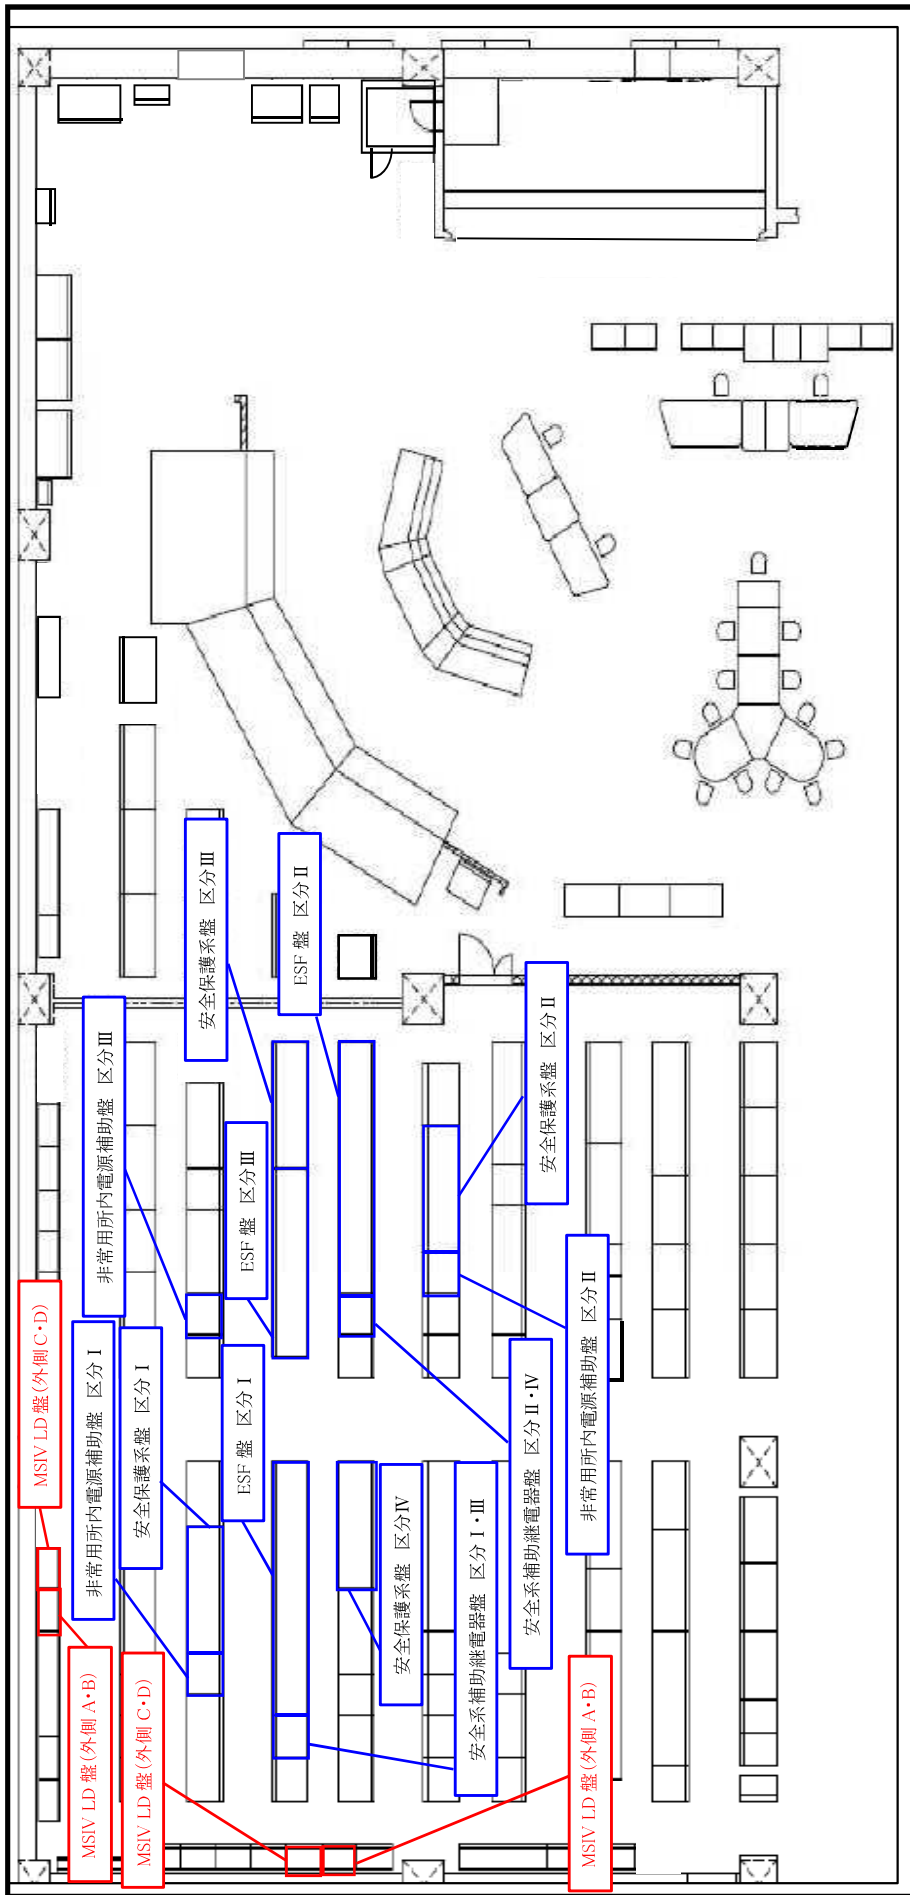 安全保護系盤 区分Ⅲ
ESF 盤 区分Ⅱ
非常用所内電源補助盤 区分Ⅲ
安全保護系盤 区分Ⅱ
ESF 盤 区分Ⅲ
MSIV LD 盤(外側 C・D)
非常用所内電源補助盤 区分Ⅰ
安全保護系盤 区分Ⅰ
ESF 盤 区分Ⅰ
非常用所内電源補助盤 区分Ⅱ
安全系補助継電器盤 区分Ⅱ・Ⅳ
安全保護系盤 区分Ⅳ
安全系補助継電器盤 区分Ⅰ・Ⅲ
MSIV LD 盤(外側 A・B)
MSIV LD 盤(外側 C・D)
MSIV LD 盤(外側 A・B)